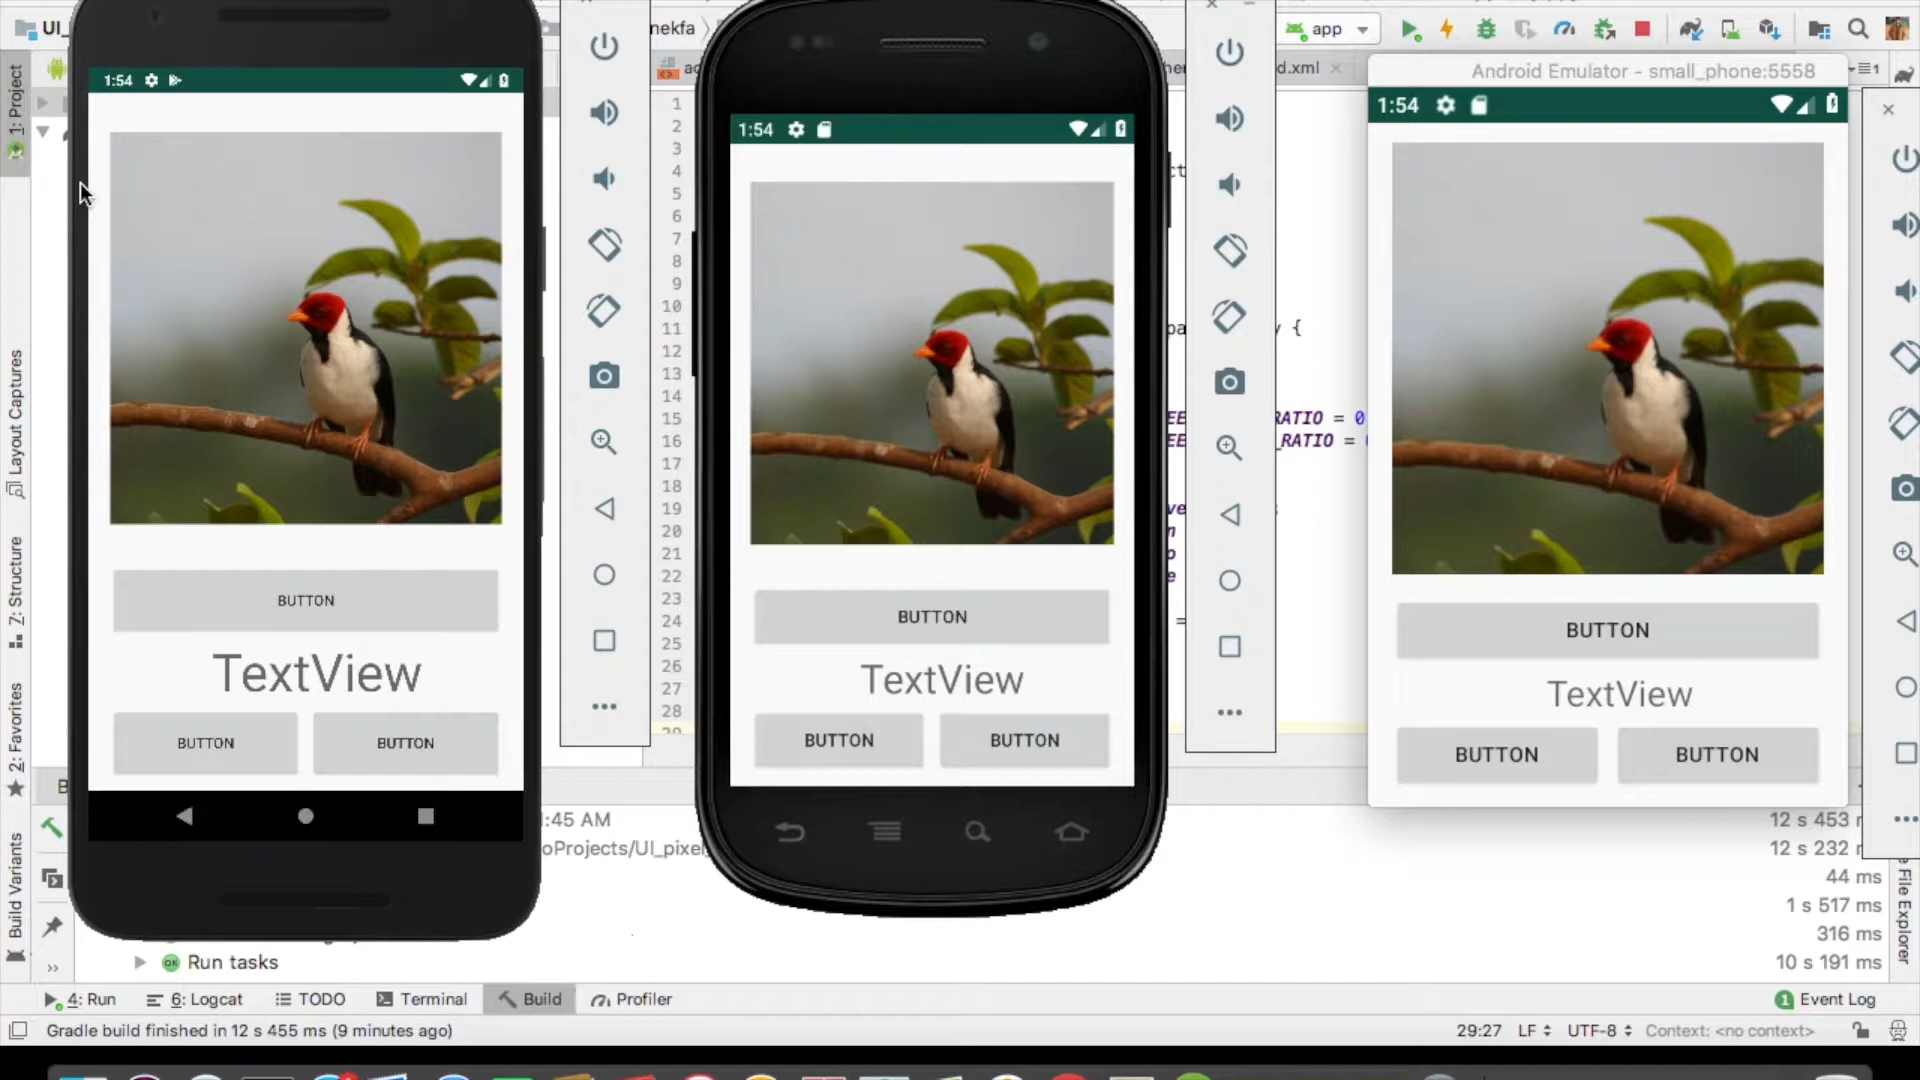 UI_
nekfa
app
1: Project
d.xml
Android Emulator - small_phone:5558
1:54
1:54
1:54
1
2
3
4
5
6
7
8
9
10
11
12
13
14
15
16
17
18
19
20
21
22
23
24
25
26
27
28
y {
RATIO = 0
_RATIO =
=
Layout Captures
Z: Structure
2: Favorites
Build Variants
BUTTON
TextView
BUTTON BUTTON
BUTTON
TextView
BUTTON BUTTON
BUTTON
TextView
BUTTON BUTTON
:45 AM
oProjects/UI_pixel_
12 s 453
12 s 232
44 ms
1 s 517 ms
316 ms
10 s 191 ms
Run tasks
File Explorer
4: Run 6: Logcat TODO Terminal Build Profiler 1 Event Log
Gradle build finished in 12 s 455 ms (9 minutes ago) 29:27 LF UTF-8 Context: <no context>